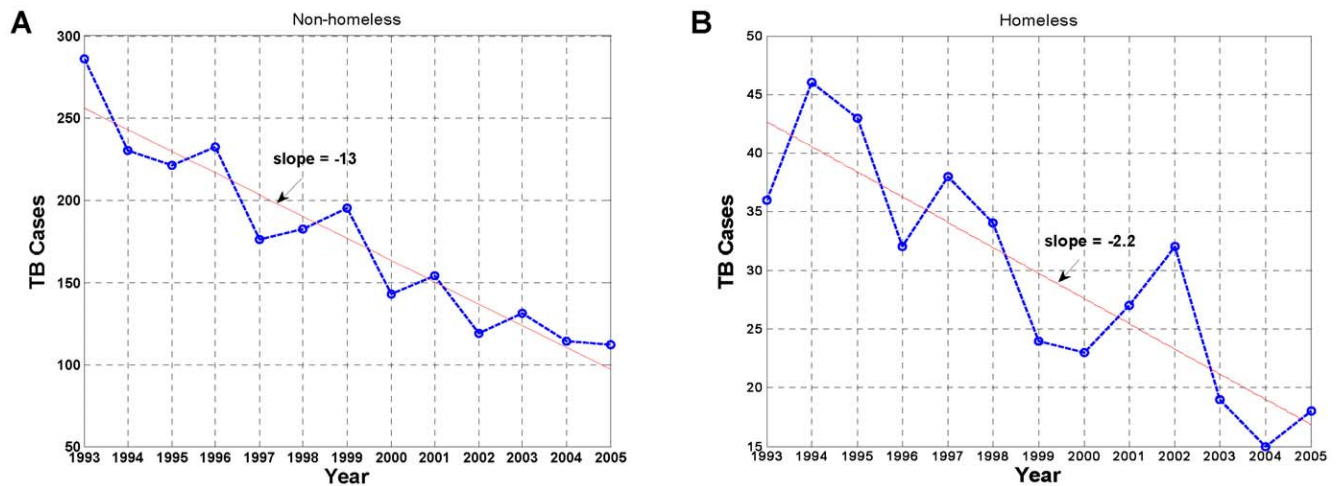 A
Non-homeless
300
250
200
150
100
50
TB Cases
slope = -13
1993 1994 1995 1996 1997 1998 1999 2000 2001 2002 2003 2004 2005
Year
B
Homeless
50
45
40
35
30
25
20
15
TB Cases
slope = -2.2
1993 1994 1995 1996 1997 1998 1999 2000 2001 2002 2003 2004 2005
Year